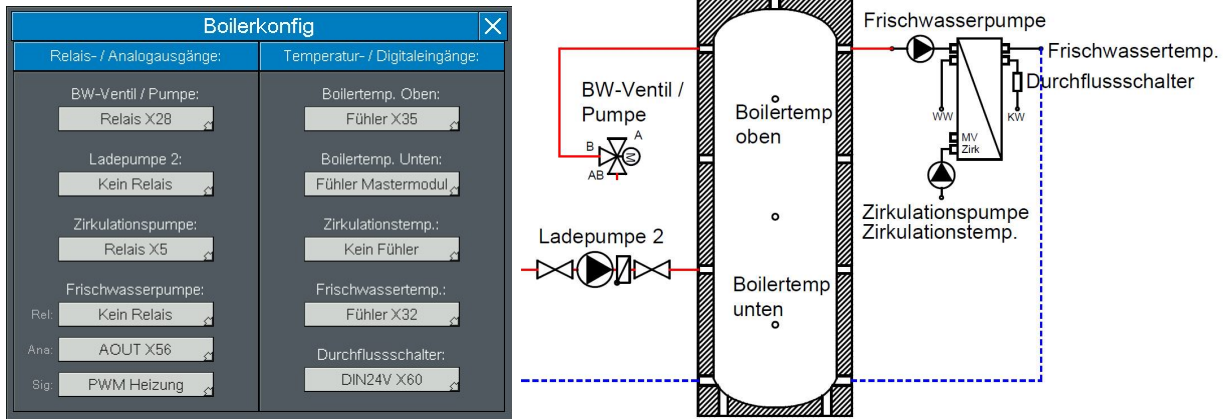 Boilerkonfig
Relais- / Analogausgänge:
BW-Ventil / Pumpe:
Relais X28
Ladepumpe 2:
Kein Relais
Zirkulationspumpe:
Relais X5
Frischwasserpumpe:
Rel: Kein Relais
Ana: AOUT X56
Sig: PWM Heizung
Temperatur- / Digitaleingänge:
Boilertemp. Oben:
Fühler X35
Boilertemp. Unten:
Fühler Mastermodul
Zirkulationstemp.:
Kein Fühler
Frischwassertemp.:
Fühler X32
Durchflussschalter:
DIN24V X60
BW-Ventil /
Pumpe
A
B
M
AB
Ladepumpe 2
Boilertemp
oben
Boilertemp
unten
Frischwasserpumpe
Frischwassertemp.
Durchflussschalter
WW
KW
MV
Zirk
Zirkulationspumpe
Zirkulationstemp.